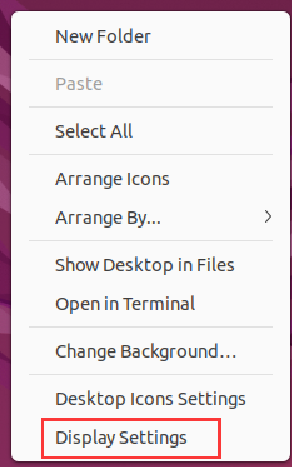 New Folder
Paste
Select All
Arrange Icons
Arrange By...
Show Desktop in Files
Open in Terminal
Change Background…
Desktop Icons Settings
Display Settings